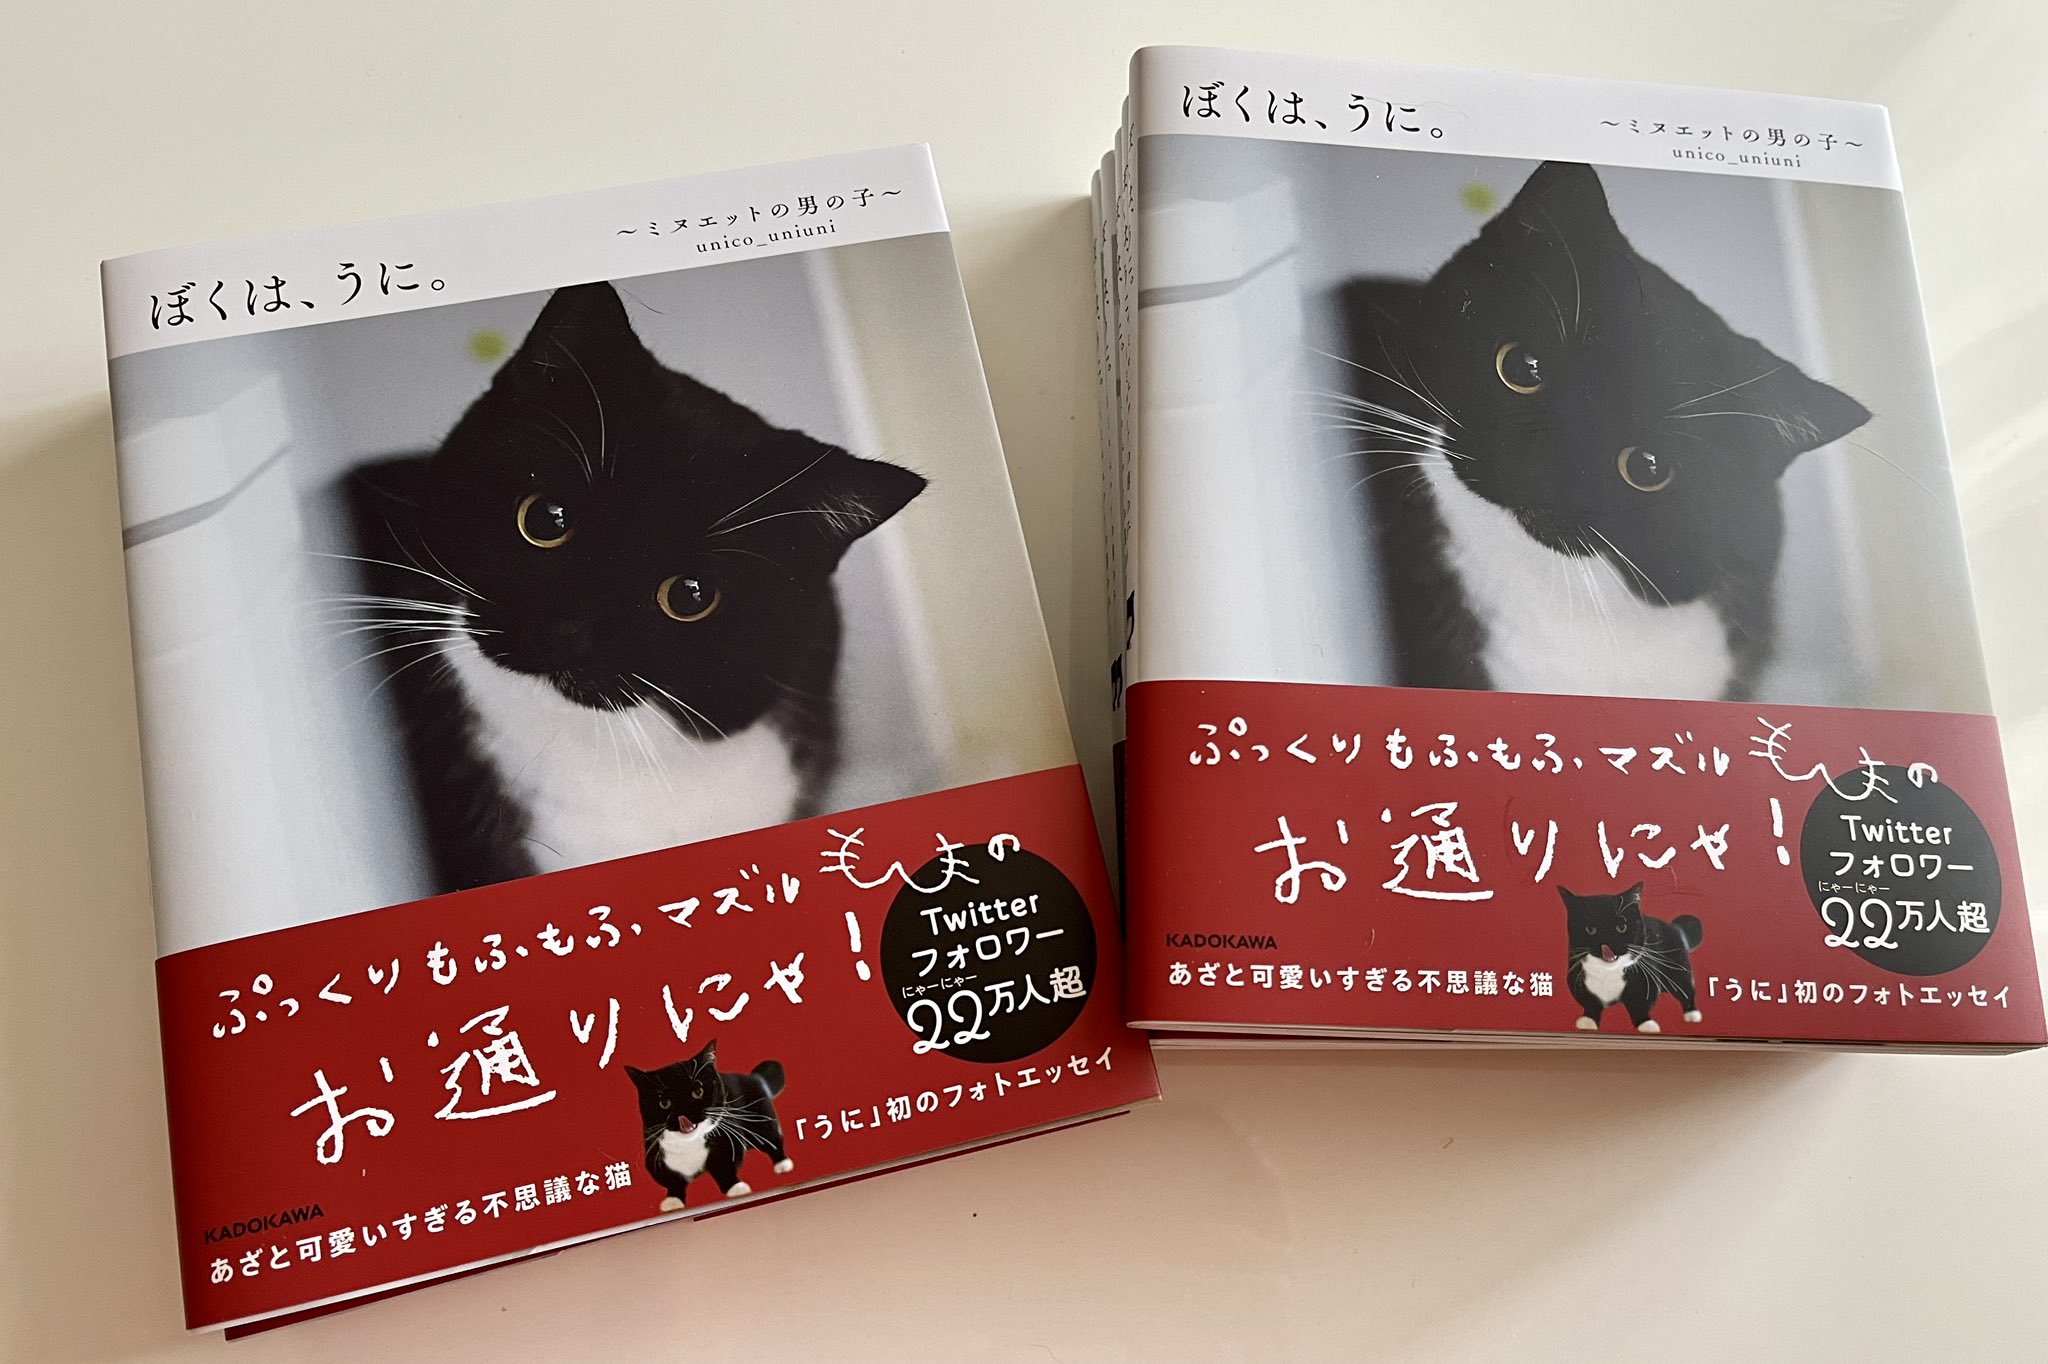 ぼくは、うに。
～ミヌエットの男の子～
unico_uniuni
ぷっくりもふもふマズル
お通りにゃ！
Twitter
フォロワー
にゃーにゃー
22万人超
KADOKAWA
あざと可愛いすぎる不思議な猫
「うに」初のフォトエッセイ
ぼくは、うに。
～ミヌエットの男の子～
unico_uniuni
ぷっくりもふもふマズル
お通りにゃ！
Twitter
フォロワー
にゃーにゃー
22万人超
KADOKAWA
あざと可愛いすぎる不思議な猫
「うに」初のフォトエッセイ